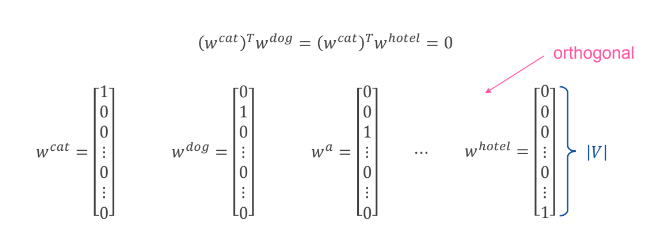 (w^{cat})^T w^{dog} = (w^{cat})^T w^{hotel} = 0
orthogonal
w^{cat} = [1 0 0 ⋮ 0 ⋮ 0] w^{dog} = [0 1 0 ⋮ 0 ⋮ 0] w^{a} = [0 0 1 ⋮ 0 ⋮ 0] ⋯ w^{hotel} = [0 0 0 ⋮ 0 ⋮ 1] |V|